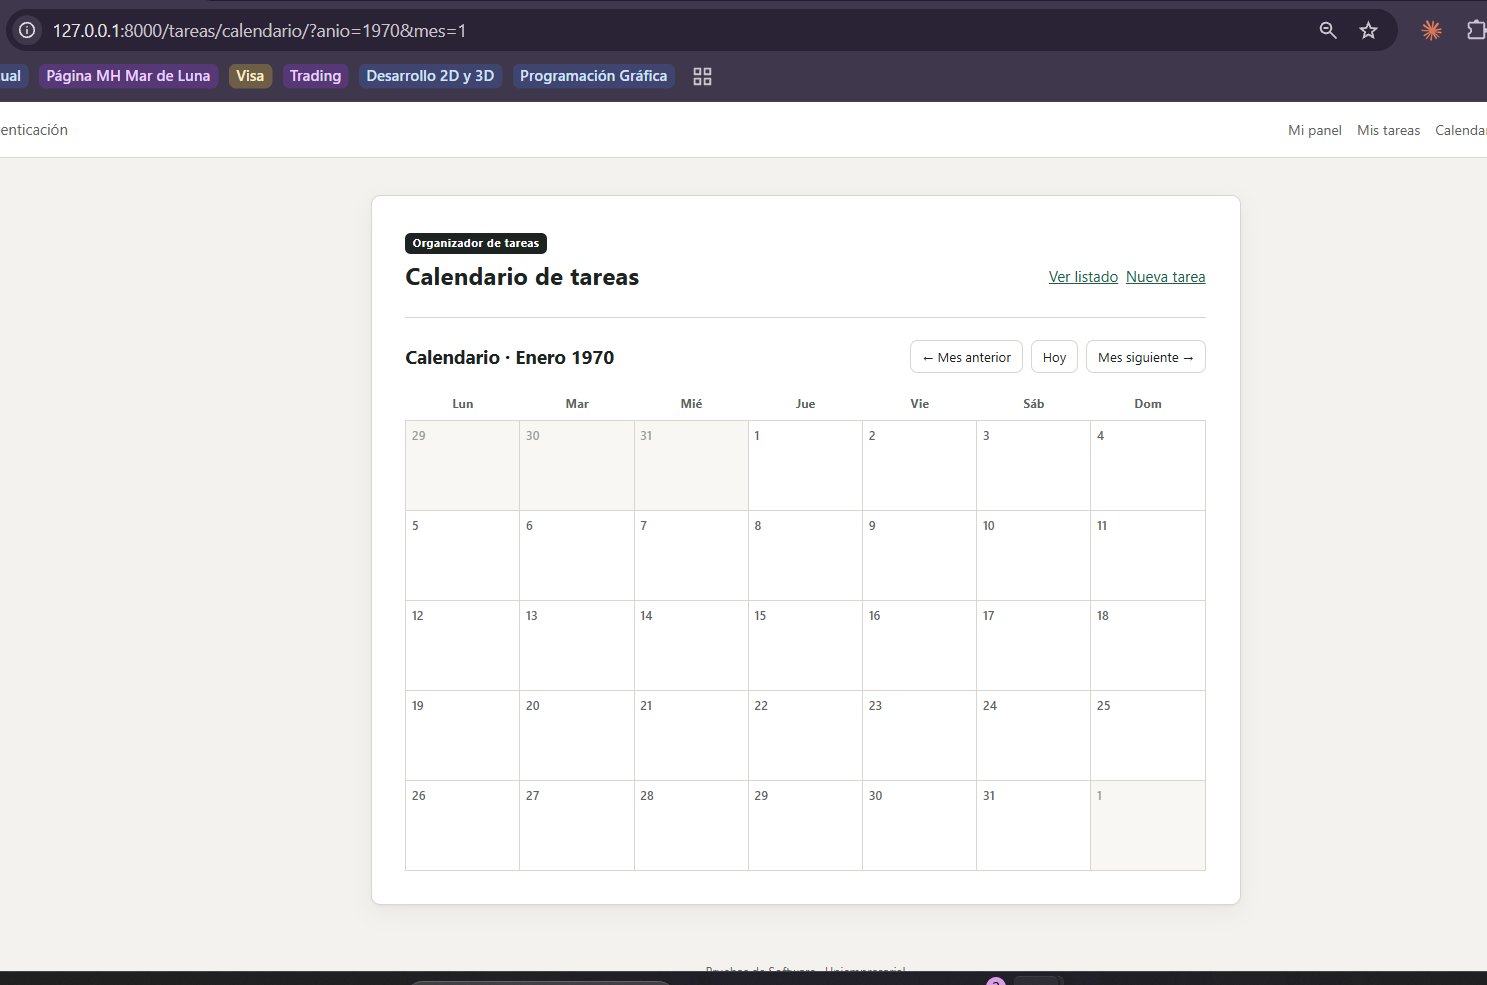 127.0.0.1:8000/tareas/calendario/?anio=1970&mes=1
ual Página MH Mar de Luna Visa Trading Desarrollo 2D y 3D Programación Gráfica
enticación Mi panel Mis tareas Calendar
Organizador de tareas
Calendario de tareas Ver listado Nueva tarea
Calendario · Enero 1970 ← Mes anterior Hoy Mes siguiente →
Lun Mar Mié Jue Vie Sáb Dom
29 30 31 1 2 3 4
5 6 7 8 9 10 11
12 13 14 15 16 17 18
19 20 21 22 23 24 25
26 27 28 29 30 31 1